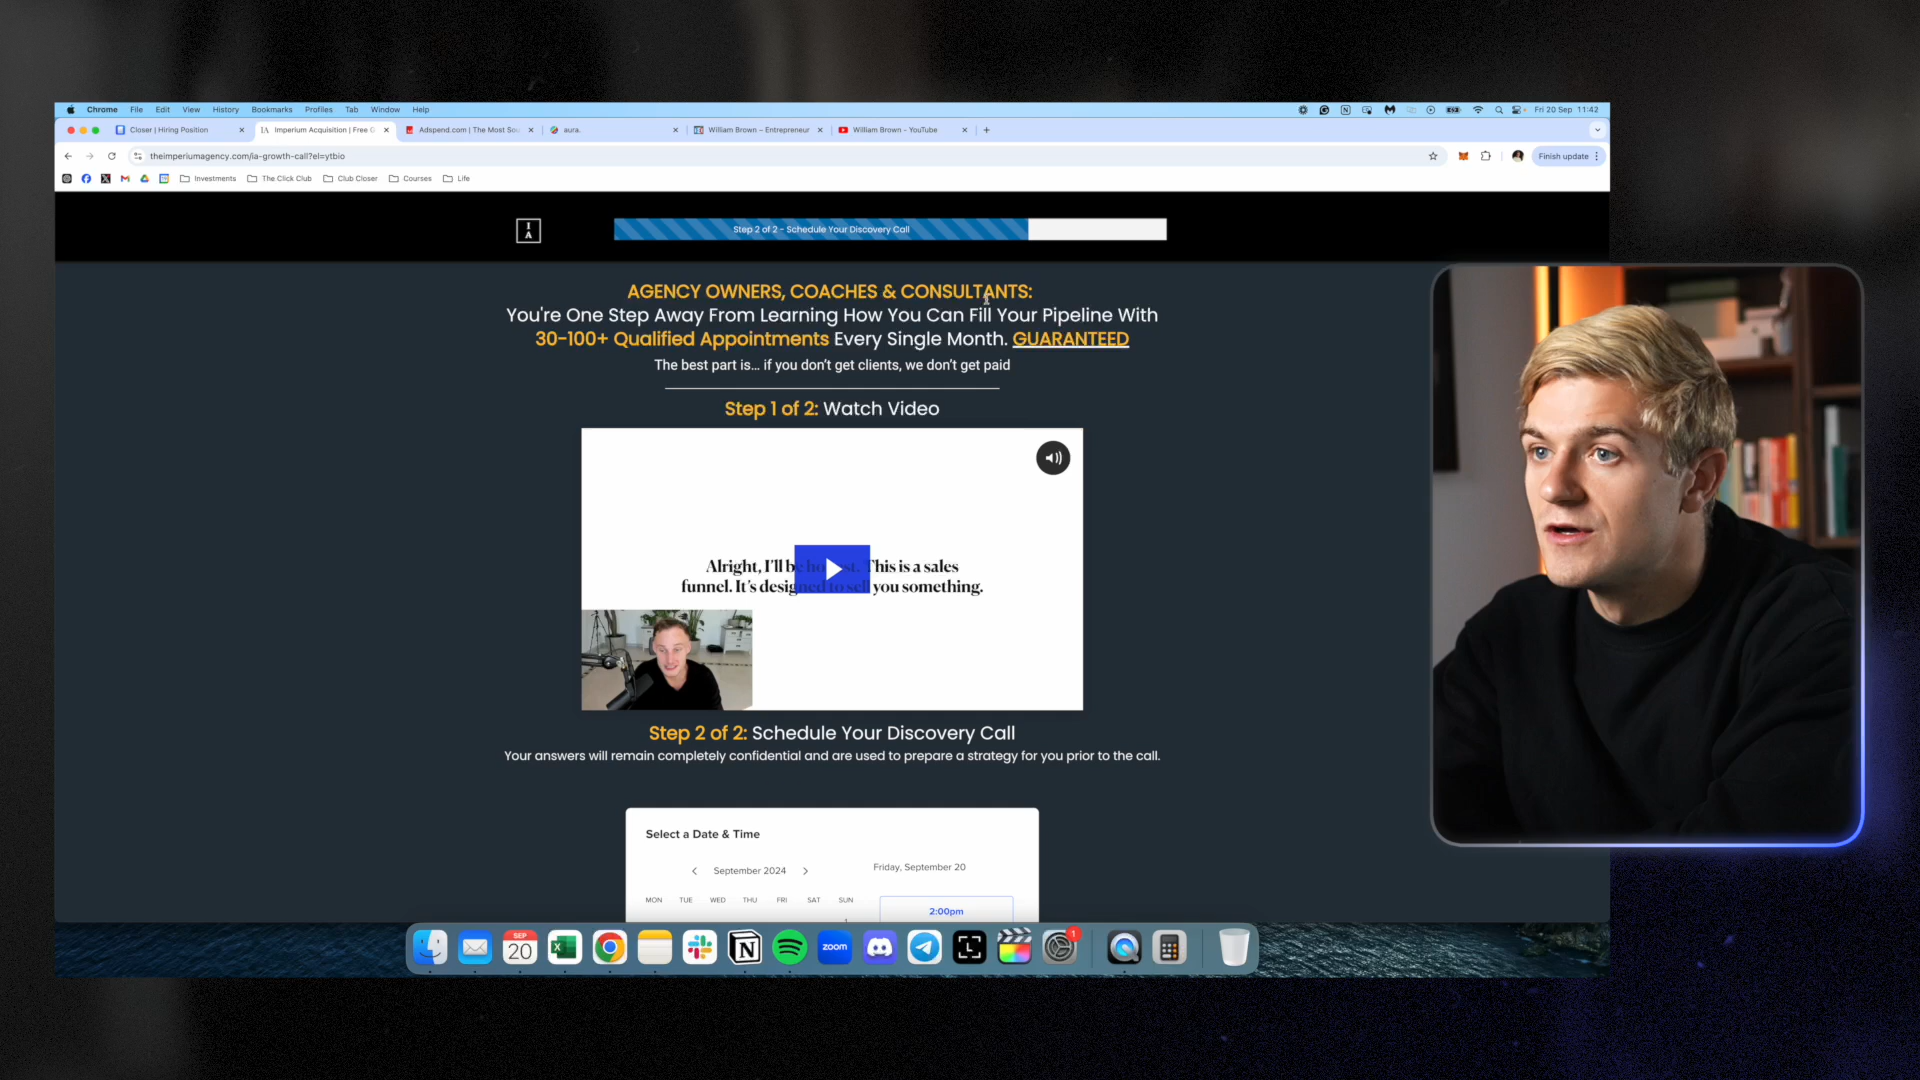 Chrome File Edit View History Bookmarks Profiles Tab Window Help
Fri 20 Sep 11:42
Closer | Hiring Position
Imperium Acquisition | Free
Adspend.com | The Most Sou
aura.
William Brown – Entrepreneur
William Brown - YouTube
theimperiumagency.com/ia-growth-call?el=ytbio
Finish update
Investments The Click Club Club Closer Courses Life
I
A
Step 2 of 2 - Schedule Your Discovery Call
AGENCY OWNERS, COACHES & CONSULTANTS:
You're One Step Away From Learning How You Can Fill Your Pipeline With
30-100+ Qualified Appointments Every Single Month. GUARANTEED
The best part is... if you don't get clients, we don't get paid
Step 1 of 2: Watch Video
Alright, I'll be honest. This is a sales
funnel. It's designed to sell you something.
Step 2 of 2: Schedule Your Discovery Call
Your answers will remain completely confidential and are used to prepare a strategy for you prior to the call.
Select a Date & Time
September 2024
Friday, September 20
MON TUE WED THU FRI SAT SUN
1
2:00pm
SEP
20
zoom
1